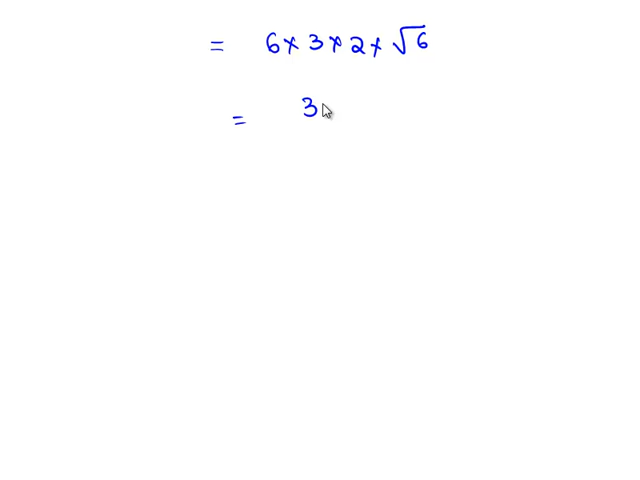 = 6 × 3 × 2 × √6
= 3